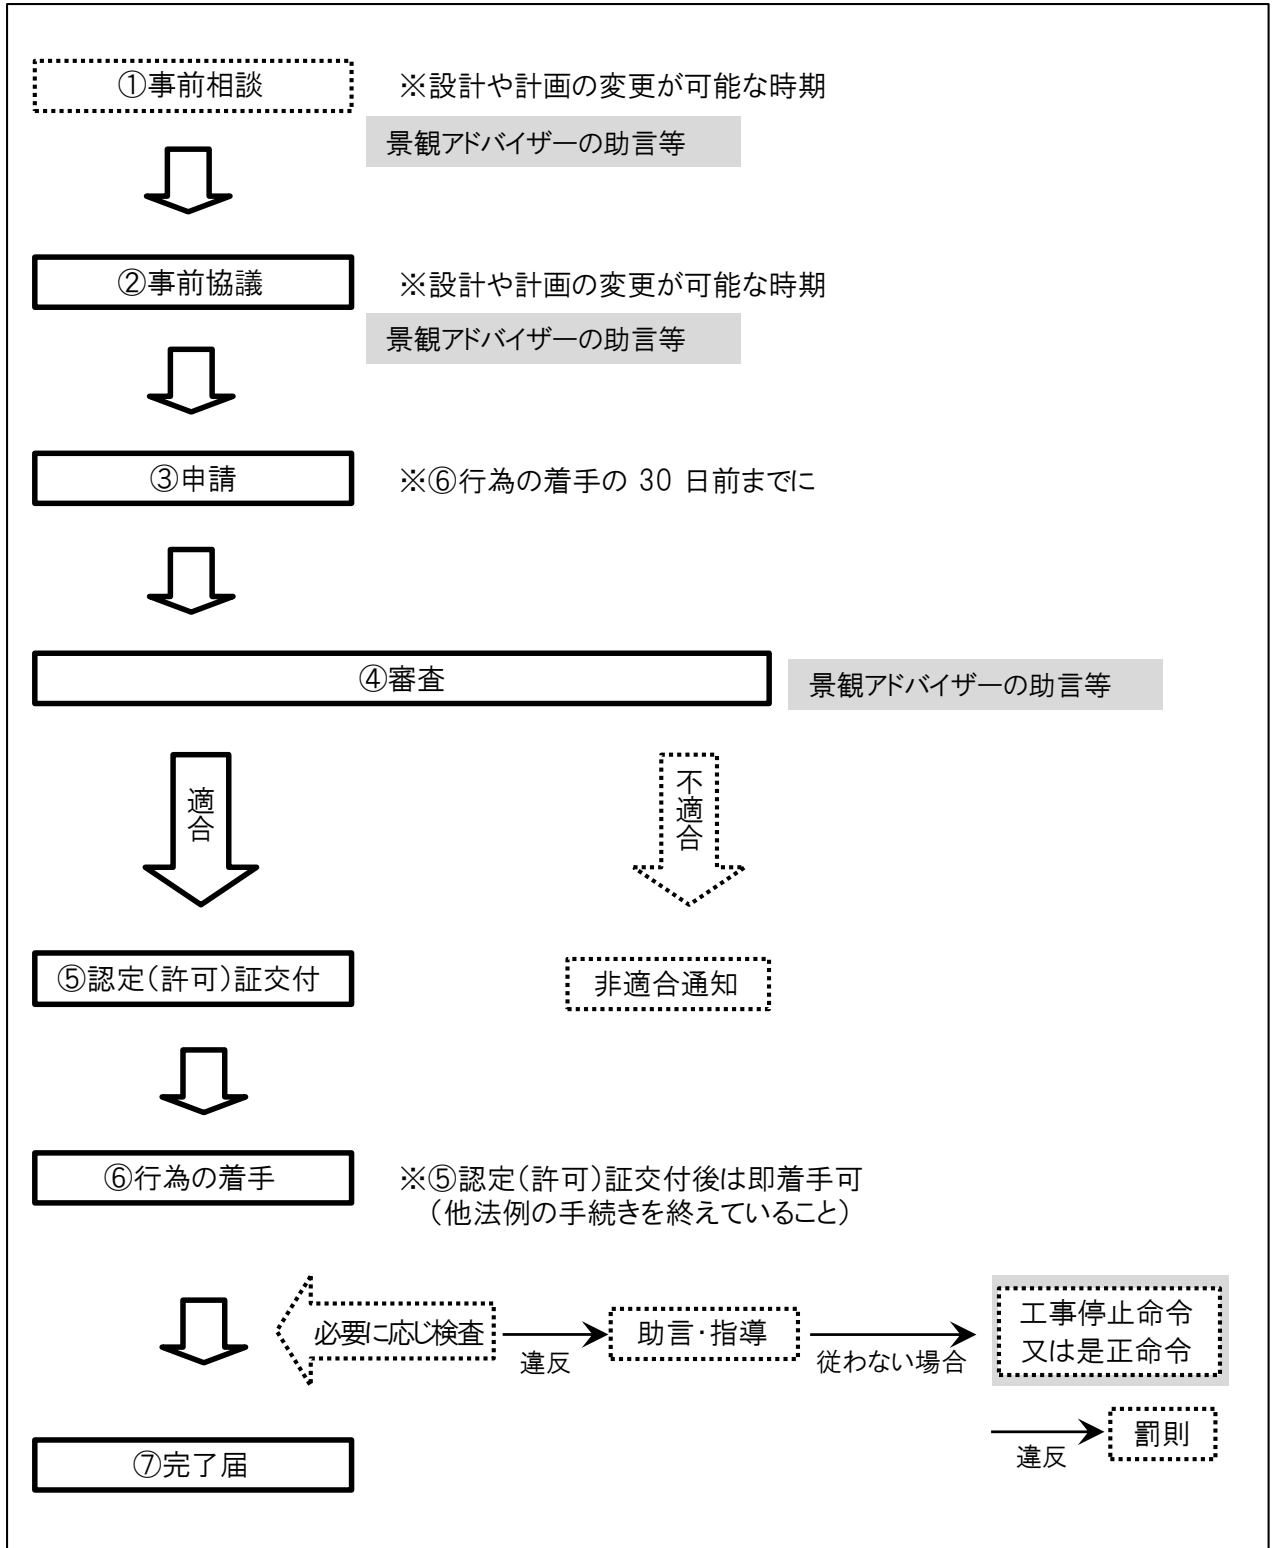 ①事前相談
※設計や計画の変更が可能な時期
景観アドバイザーの助言等
②事前協議
※設計や計画の変更が可能な時期
景観アドバイザーの助言等
③申請
※⑥行為の着手の 30 日前までに
④審査
景観アドバイザーの助言等
適合
不適合
⑤認定(許可)証交付
非適合通知
⑥行為の着手
※⑤認定(許可)証交付後は即着手可
(他法例の手続きを終えていること)
必要に応じ検査
違反
助言・指導
従わない場合
工事停止命令
又は是正命令
違反
罰則
⑦完了届